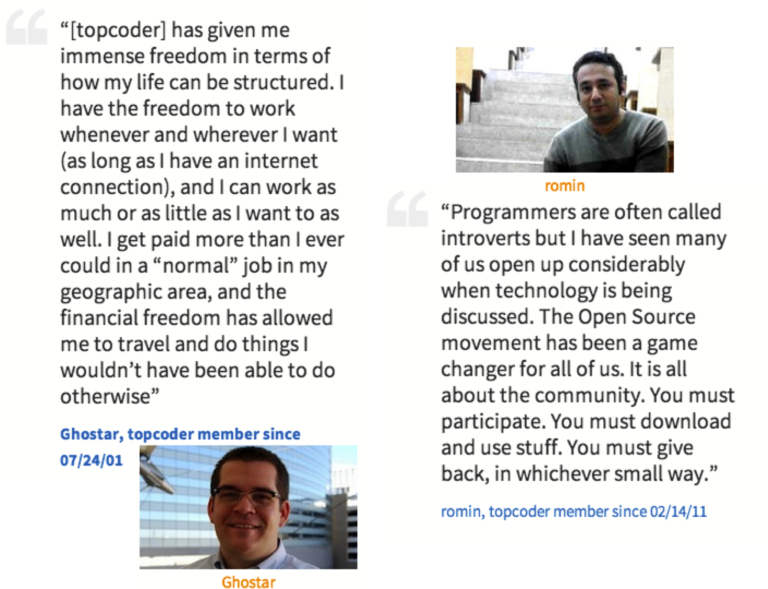 “[topcoder] has given me
immense freedom in terms of
how my life can be structured. I
have the freedom to work
whenever and wherever I want
(as long as I have an internet
connection), and I can work as
much or as little as I want to as
well. I get paid more than I ever
could in a “normal” job in my
geographic area, and the
financial freedom has allowed
me to travel and do things I
wouldn’t have been able to do
otherwise”
Ghostar, topcoder member since
07/24/01
Ghostar
romin
“Programmers are often called
introverts but I have seen many
of us open up considerably
when technology is being
discussed. The Open Source
movement has been a game
changer for all of us. It is all
about the community. You must
participate. You must download
and use stuff. You must give
back, in whichever small way.”
romin, topcoder member since 02/14/11